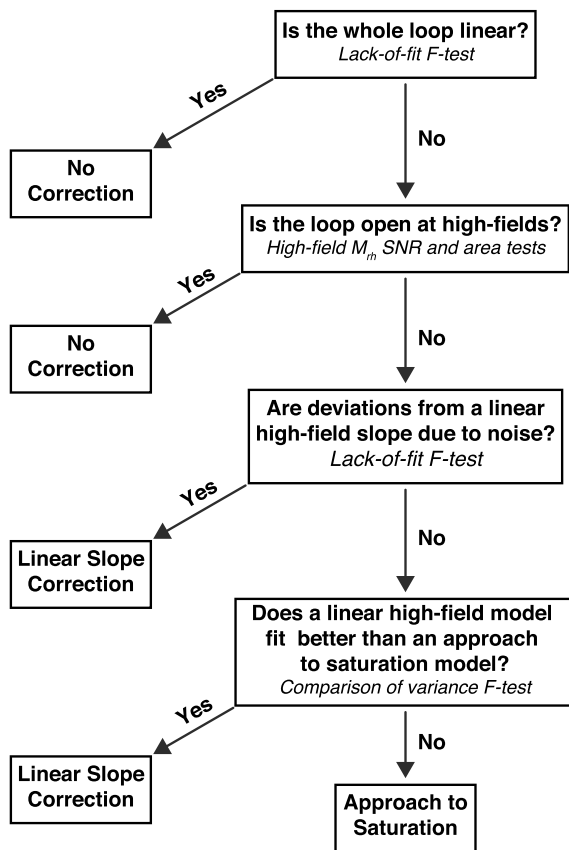 Is the whole loop linear?
Lack-of-fit F-test
Yes
No
No
Correction
Is the loop open at high-fields?
High-field Mrh SNR and area tests
Yes
No
No
Correction
Are deviations from a linear
high-field slope due to noise?
Lack-of-fit F-test
Yes
No
Linear Slope
Correction
Does a linear high-field model
fit better than an approach
to saturation model?
Comparison of variance F-test
Yes
No
Linear Slope
Correction
Approach to
Saturation